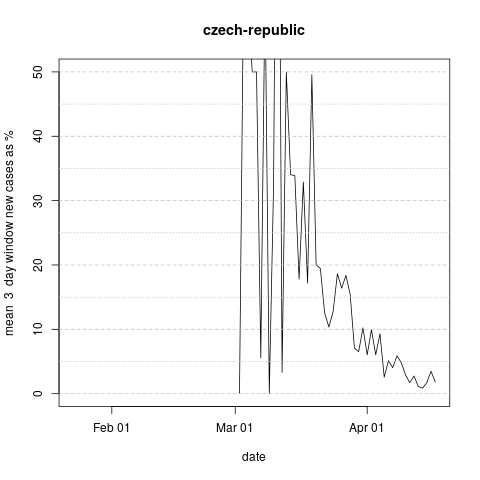 czech-republic
mean 3 day window new cases as %
50
40
30
20
10
0
Feb 01
Mar 01
Apr 01
date